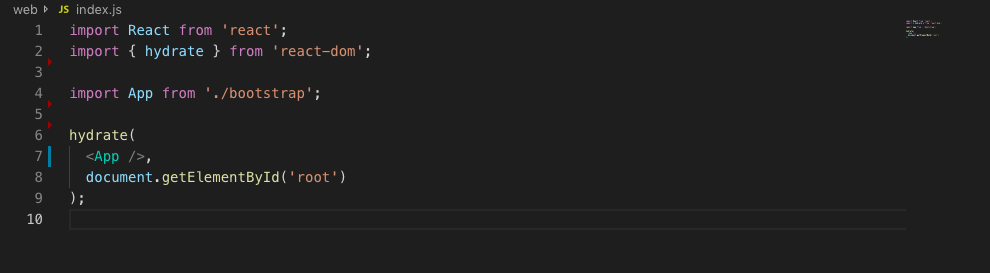 web index.js
JS
1 import React from 'react';
2 import { hydrate } from 'react-dom';
3
4 import App from './bootstrap';
5
6 hydrate(
7   <App />,
8   document.getElementById('root')
9 );
10